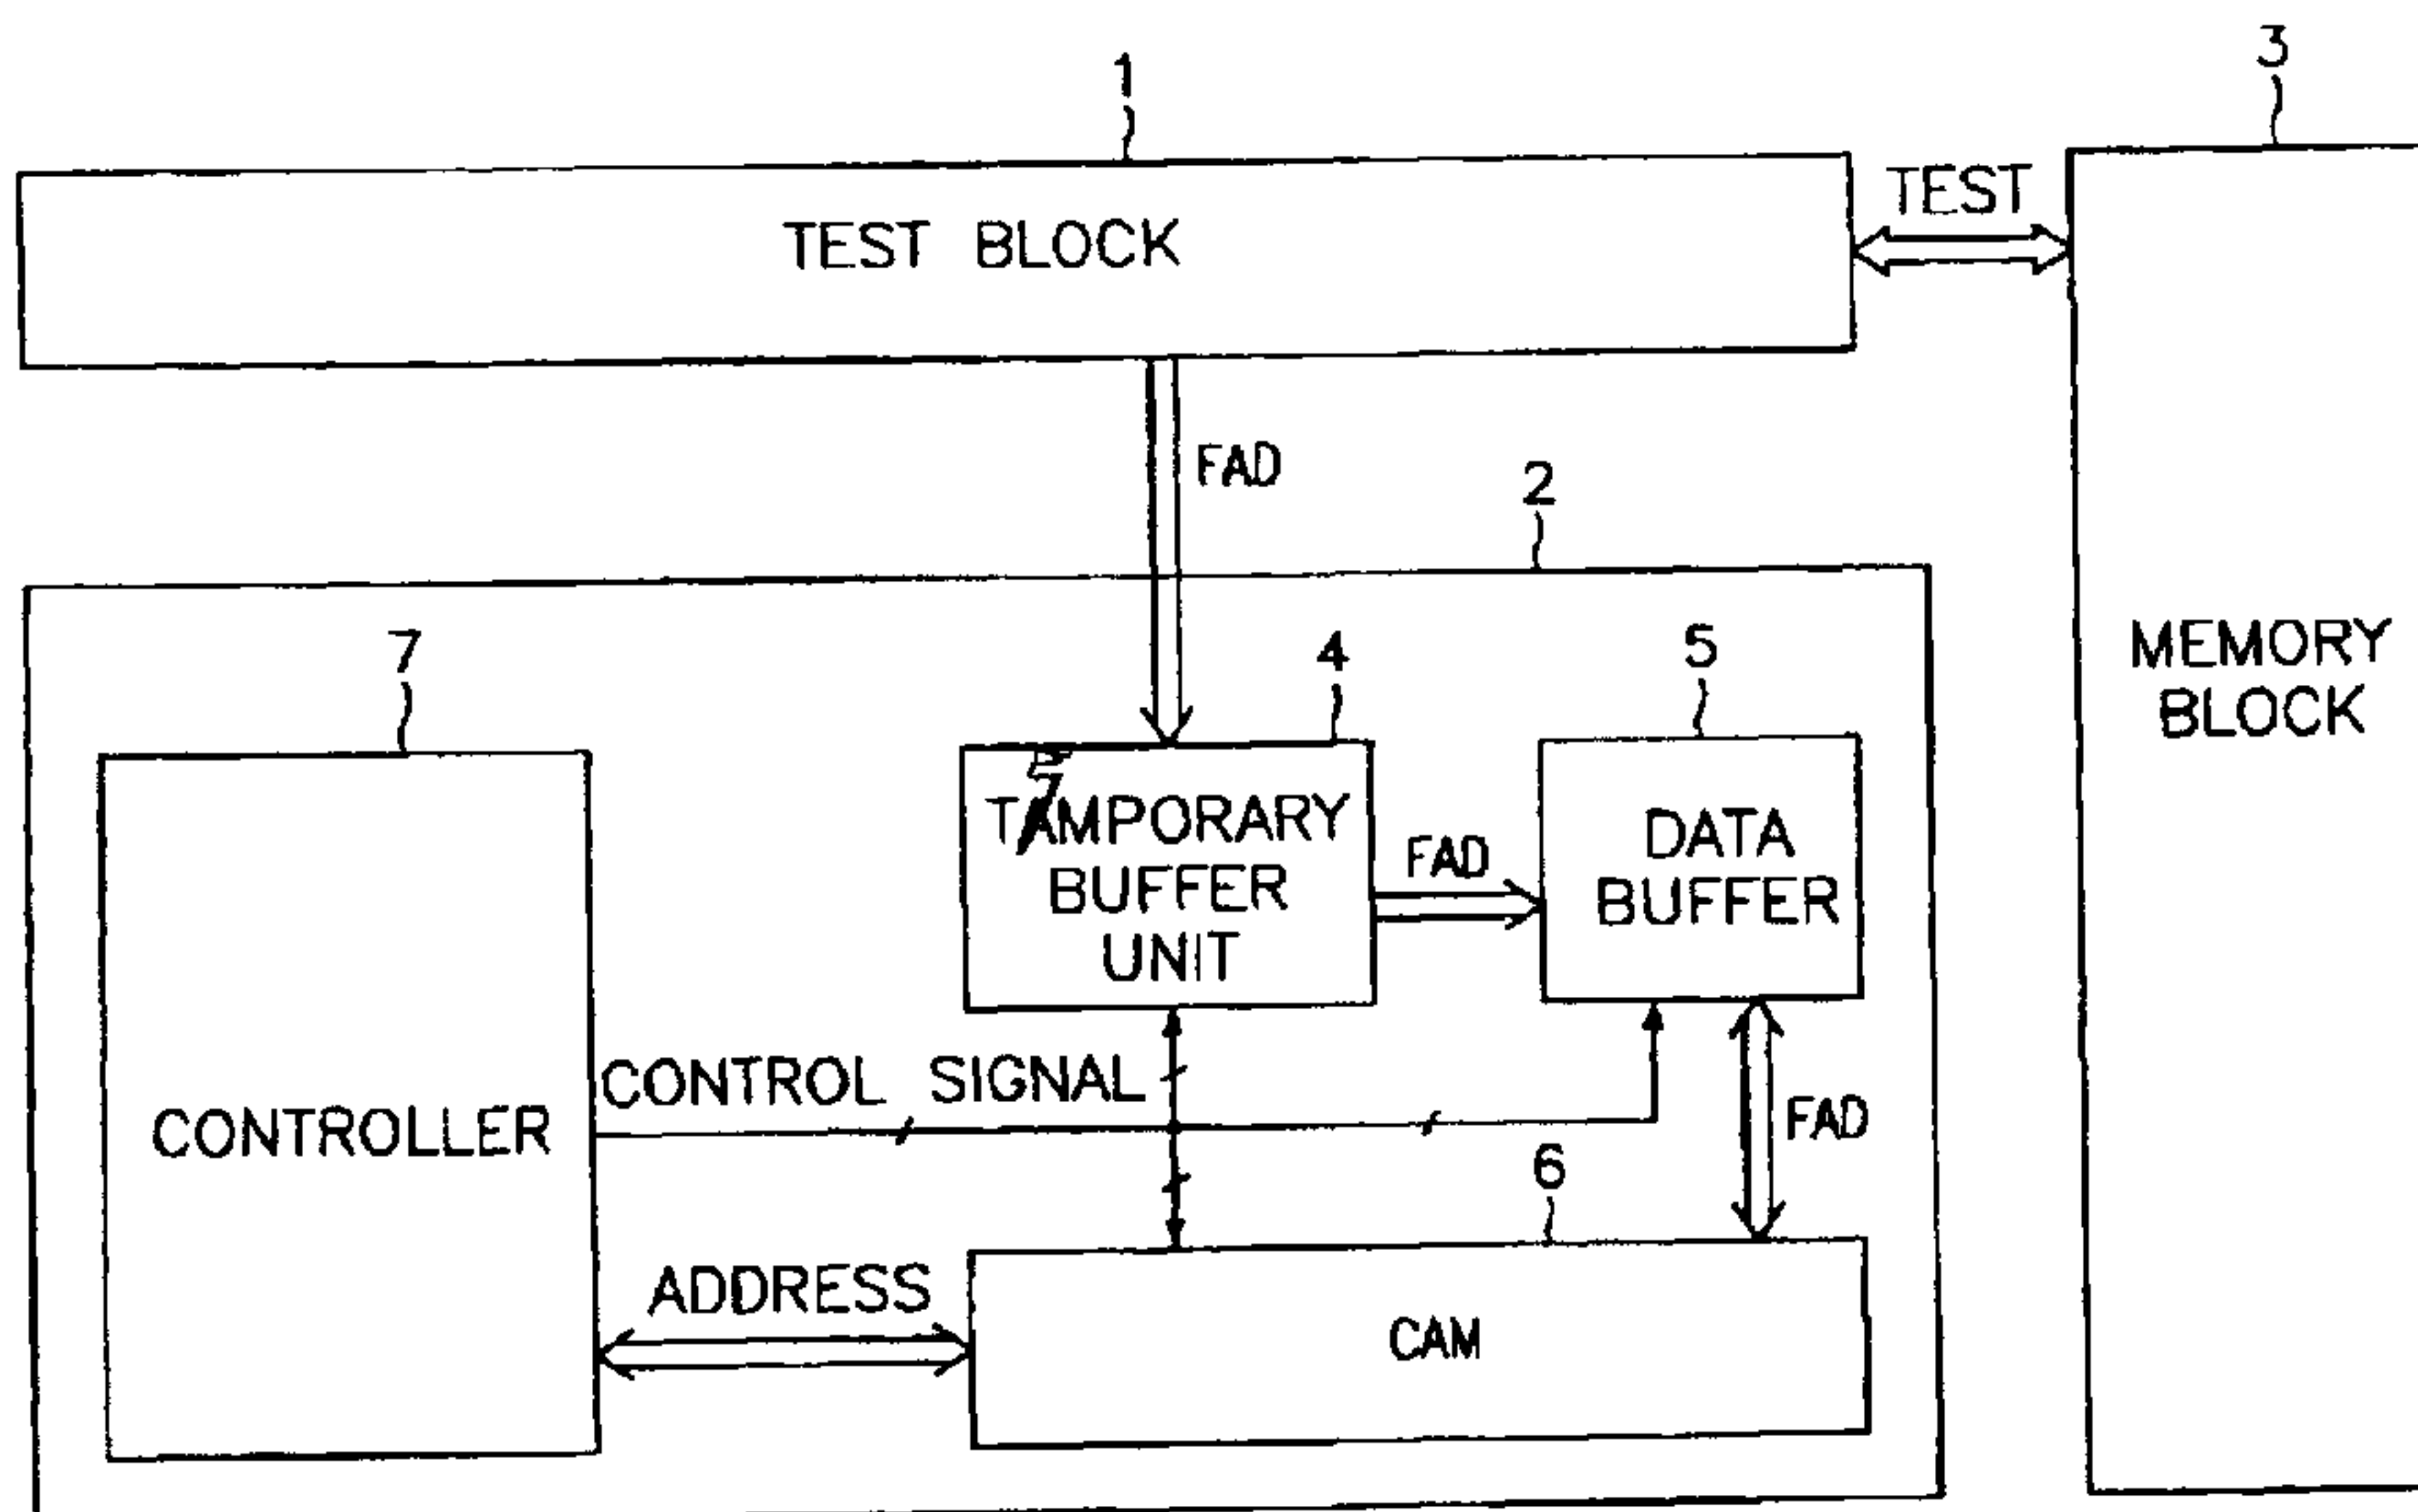 1
3
TEST BLOCK
TEST
FAD
2
7
4
5
MEMORY
BLOCK
TAMPORARY
BUFFER
UNIT
FAD
DATA
BUFFER
CONTROL SIGNAL
CONTROLLER
FAD
6
ADDRESS
CAM